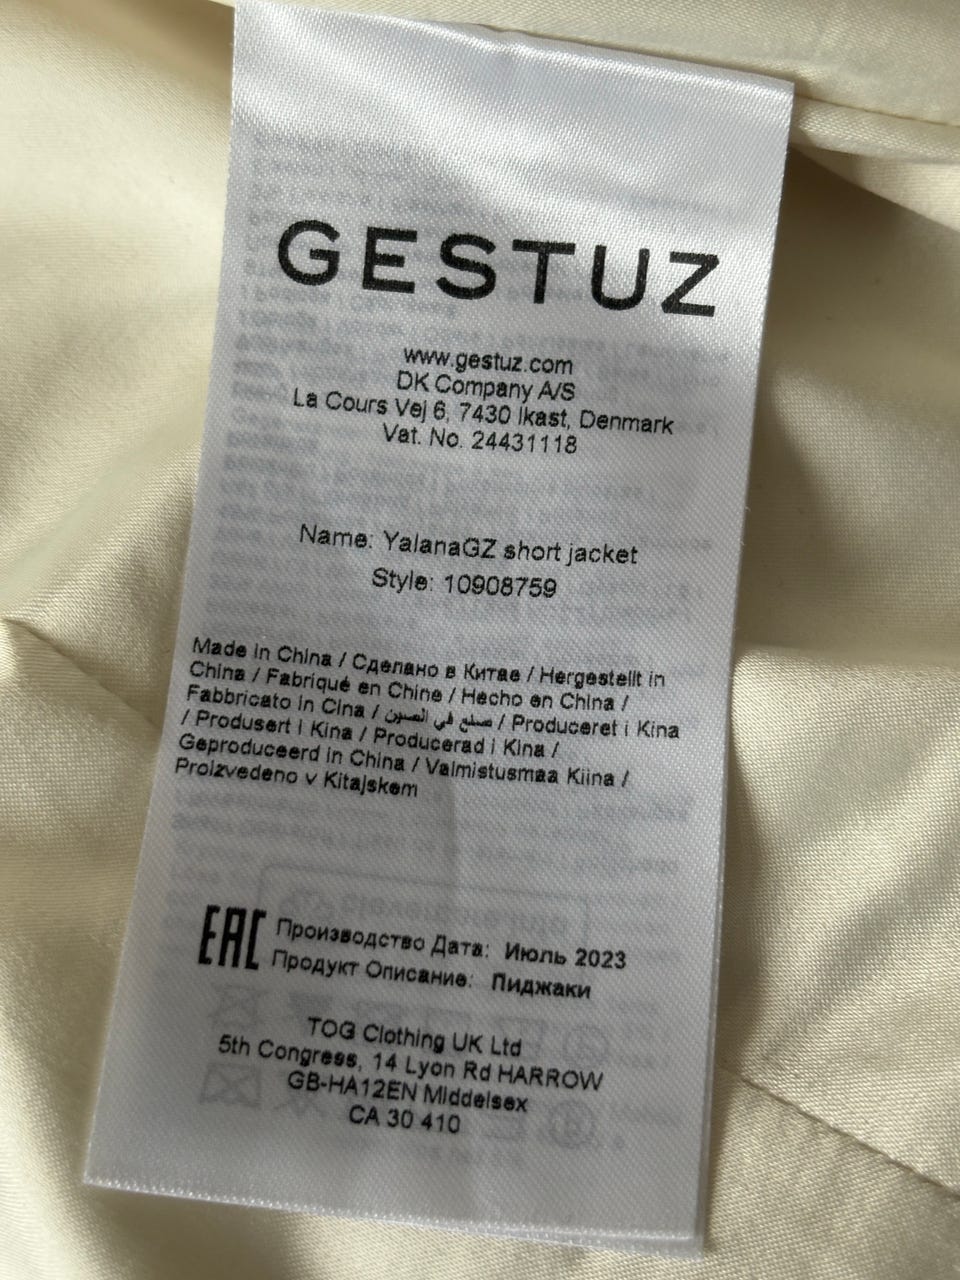 GESTUZ
www.gestuz.com
DK Company A/S
La Cours Vej 6, 7430 Ikast, Denmark
Vat. No. 24431118
Name: YalanaGZ short jacket
Style: 10908759
Made in China / Сделано в Китае / Hergestellt in
China / Fabriqué en Chine / Hecho en China /
Fabbricato in Cina / صنع في الصين / Produceret i Kina
/ Produsert i Kina / Producerad i Kina /
Geproduceerd in China / Valmistusmaa Kiina /
Proizvedeno v Kitajskem
EAC Производство Дата: Июль 2023
Продукт Описание: Пиджаки
TOG Clothing UK Ltd
5th Congress, 14 Lyon Rd HARROW
GB-HA12EN Middelsex
CA 30 410